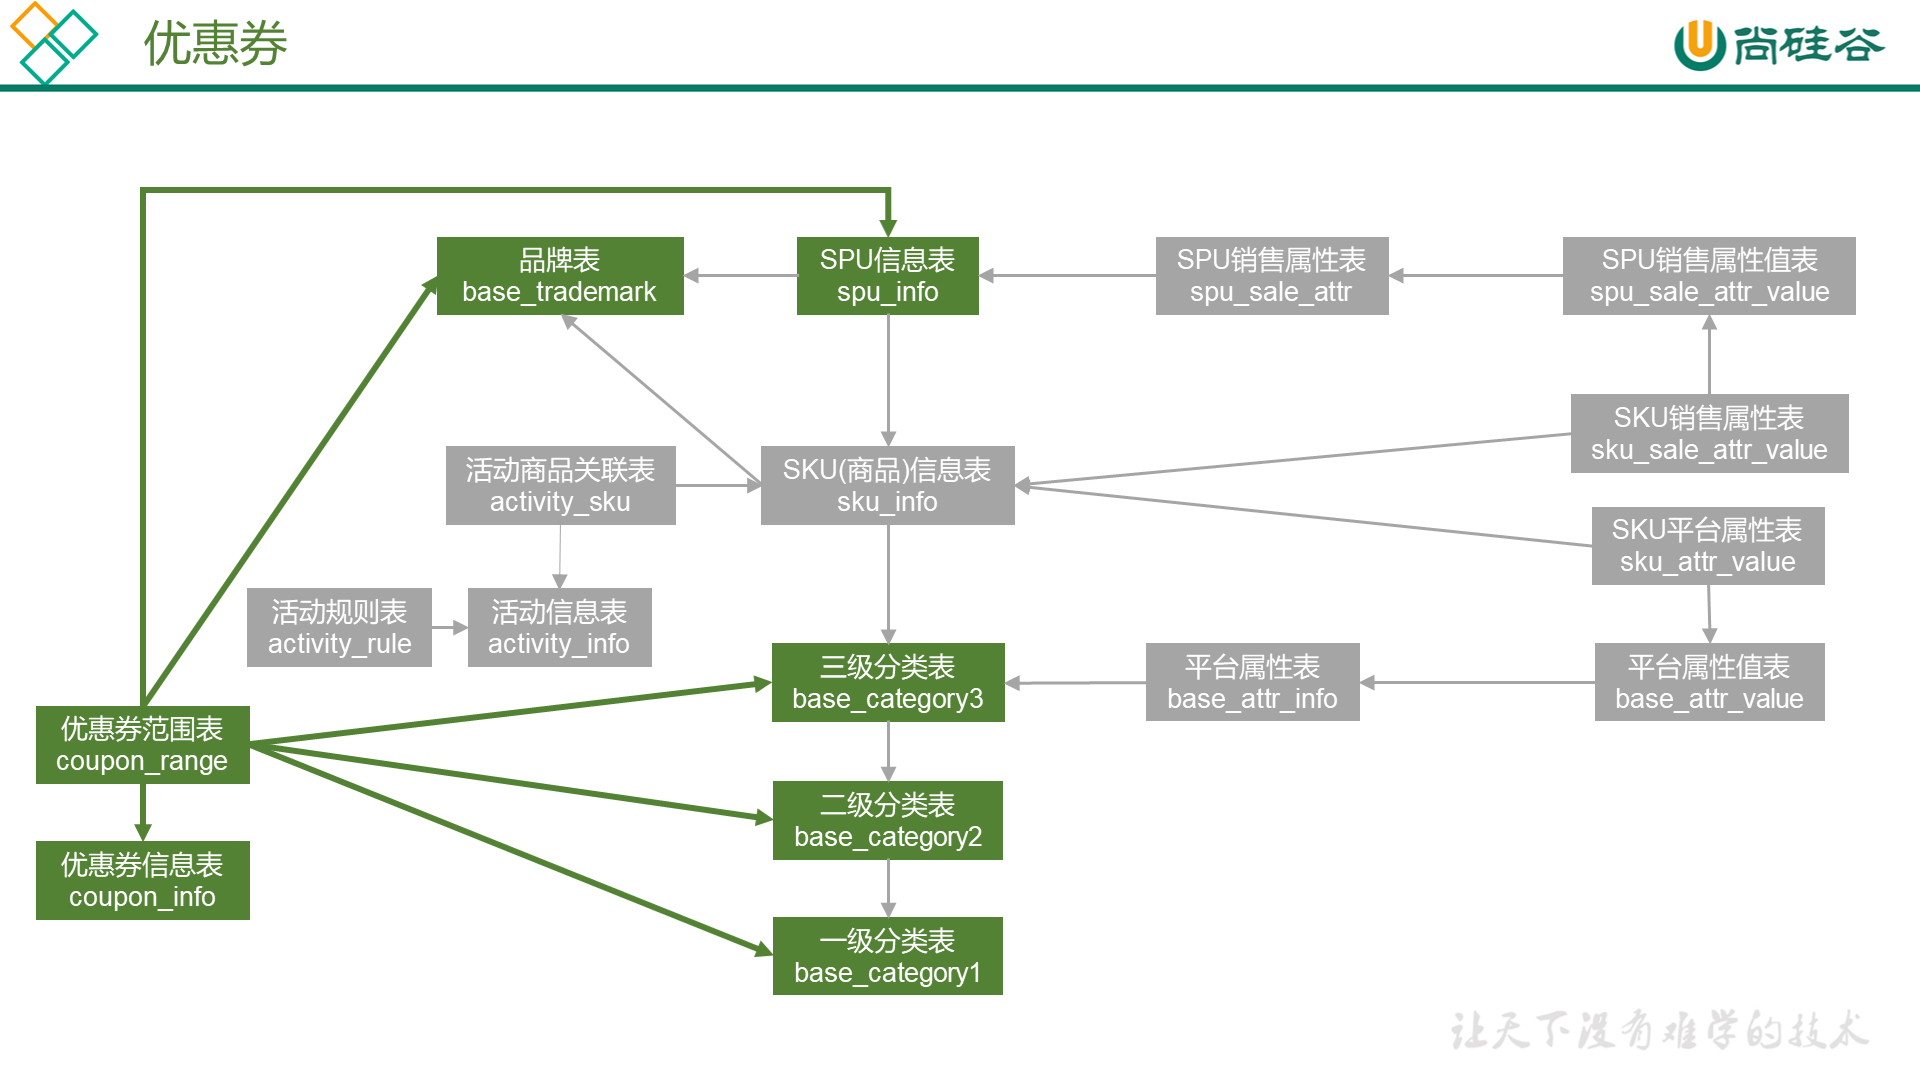 优惠券
尚硅谷
品牌表
base_trademark
SPU信息表
spu_info
SPU销售属性表
spu_sale_attr
SPU销售属性值表
spu_sale_attr_value
SKU销售属性表
sku_sale_attr_value
活动商品关联表
activity_sku
SKU(商品)信息表
sku_info
SKU平台属性表
sku_attr_value
活动规则表
activity_rule
活动信息表
activity_info
三级分类表
base_category3
平台属性表
base_attr_info
平台属性值表
base_attr_value
优惠券范围表
coupon_range
二级分类表
base_category2
优惠券信息表
coupon_info
一级分类表
base_category1
让天下没有难学的技术